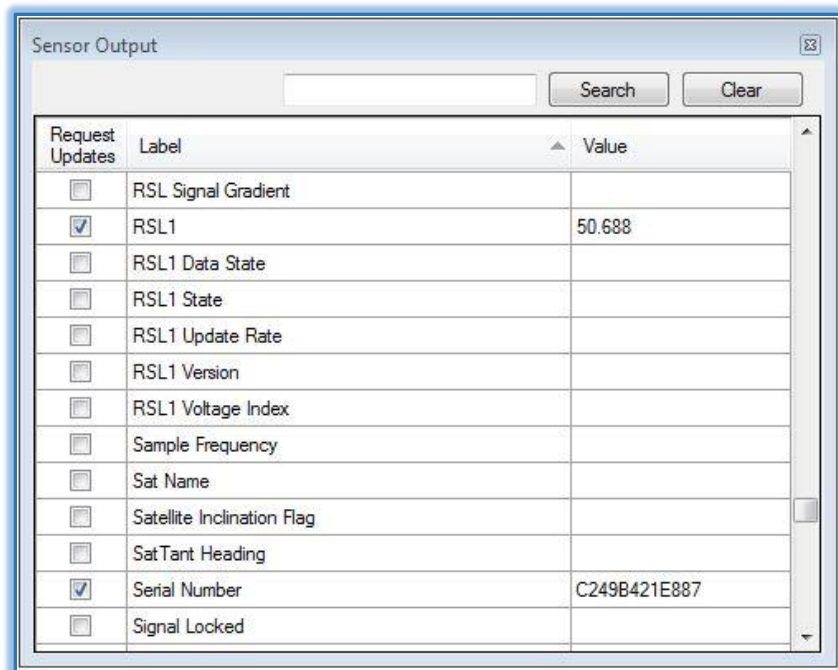 Sensor Output
Search Clear
Request Updates Label Value
RSL Signal Gradient
RSL1 50.688
RSL1 Data State
RSL1 State
RSL1 Update Rate
RSL1 Version
RSL1 Voltage Index
Sample Frequency
Sat Name
Satellite Inclination Flag
SatTant Heading
Serial Number C249B421E887
Signal Locked